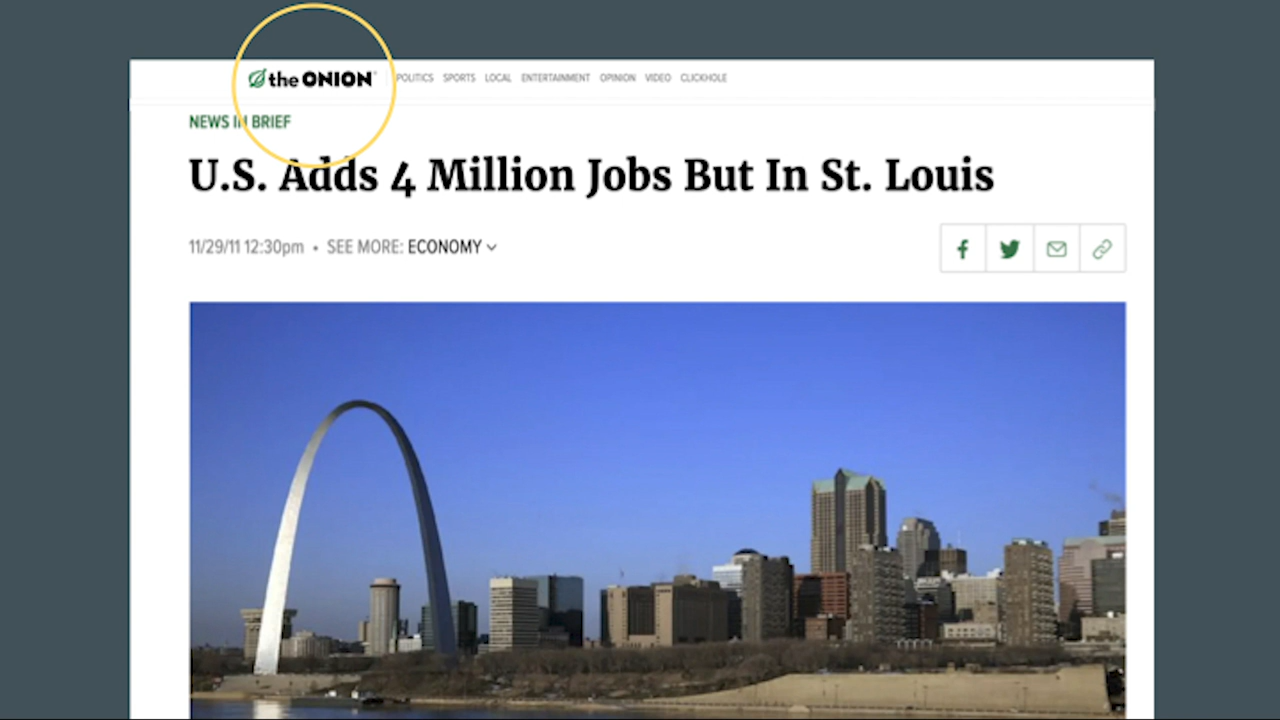 the ONION POLITICS SPORTS LOCAL ENTERTAINMENT OPINION VIDEO CLICKHOLE
NEWS IN BRIEF
U.S. Adds 4 Million Jobs But In St. Louis
11/29/11 12:30pm • SEE MORE: ECONOMY